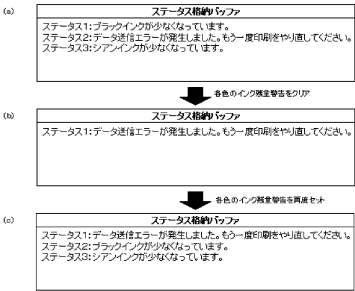 (a)
ステータス格納バッファ
ステータス1：ブラックインクが少なくなっています。
ステータス2：データ送信エラーが発生しました。もう一度印刷をやり直してください。
ステータス3：シアンインクが少なくなっています。
各色のインク残量警告をクリア
(b)
ステータス格納バッファ
ステータス1：データ送信エラーが発生しました。もう一度印刷をやり直してください。
各色のインク残量警告を再度セット
(c)
ステータス格納バッファ
ステータス1：データ送信エラーが発生しました。もう一度印刷をやり直してください。
ステータス2：ブラックインクが少なくなっています。
ステータス3：シアンインクが少なくなっています。